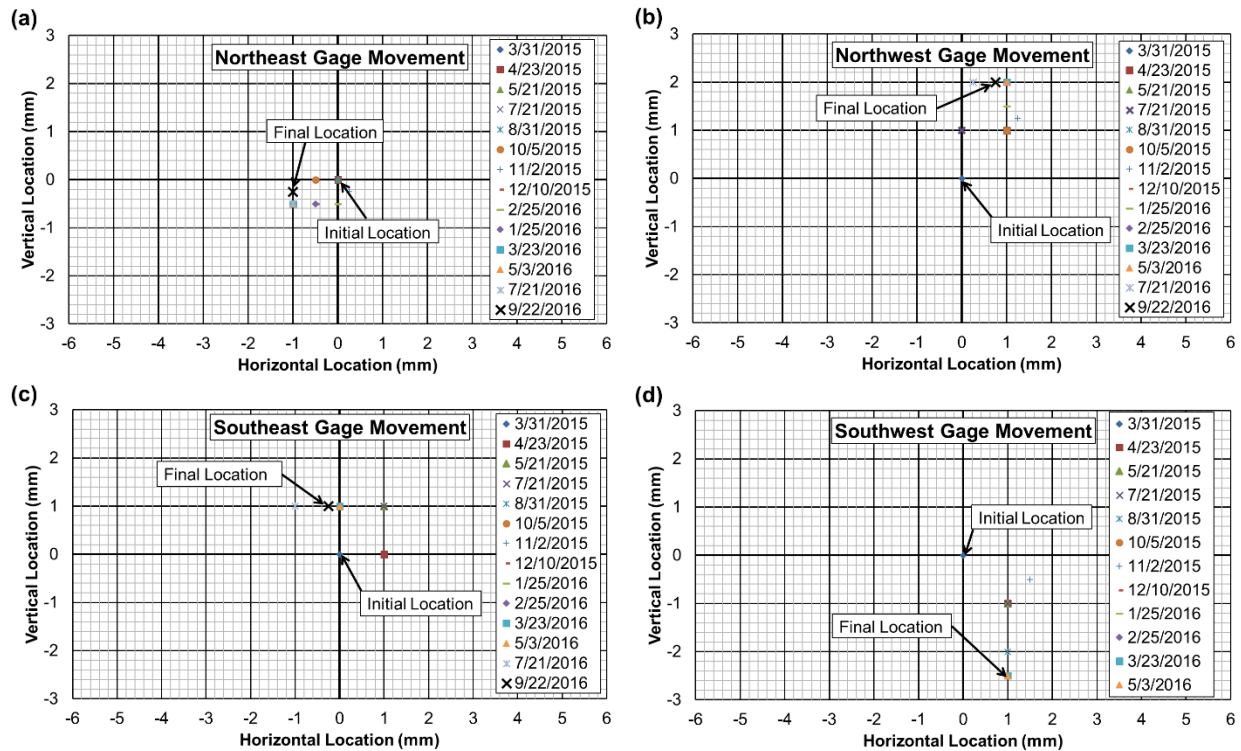 (a)
Northeast Gage Movement
3
2
1
0
-1
-2
-3
-6 -5 -4 -3 -2 -1 0 1 2 3 4 5 6
Vertical Location (mm)
Horizontal Location (mm)
Final Location
Initial Location
3/31/2015
4/23/2015
5/21/2015
7/21/2015
8/31/2015
10/5/2015
11/2/2015
12/10/2015
2/25/2016
1/25/2016
3/23/2016
5/3/2016
7/21/2016
9/22/2016
(b)
Northwest Gage Movement
3
2
1
0
-1
-2
-3
-6 -5 -4 -3 -2 -1 0 1 2 3 4 5 6
Vertical Location (mm)
Horizontal Location (mm)
Final Location
Initial Location
3/31/2015
4/23/2015
5/21/2015
7/21/2015
8/31/2015
10/5/2015
11/2/2015
12/10/2015
1/25/2016
2/25/2016
3/23/2016
5/3/2016
7/21/2016
9/22/2016
(c)
Southeast Gage Movement
3
2
1
0
-1
-2
-3
-6 -5 -4 -3 -2 -1 0 1 2 3 4 5 6
Vertical Location (mm)
Horizontal Location (mm)
Final Location
Initial Location
3/31/2015
4/23/2015
5/21/2015
7/21/2015
8/31/2015
10/5/2015
11/2/2015
12/10/2015
1/25/2016
2/25/2016
3/23/2016
5/3/2016
7/21/2016
9/22/2016
(d)
Southwest Gage Movement
3
2
1
0
-1
-2
-3
-6 -5 -4 -3 -2 -1 0 1 2 3 4 5 6
Vertical Location (mm)
Horizontal Location (mm)
Initial Location
Final Location
3/31/2015
4/23/2015
5/21/2015
7/21/2015
8/31/2015
10/5/2015
11/2/2015
12/10/2015
1/25/2016
2/25/2016
3/23/2016
5/3/2016